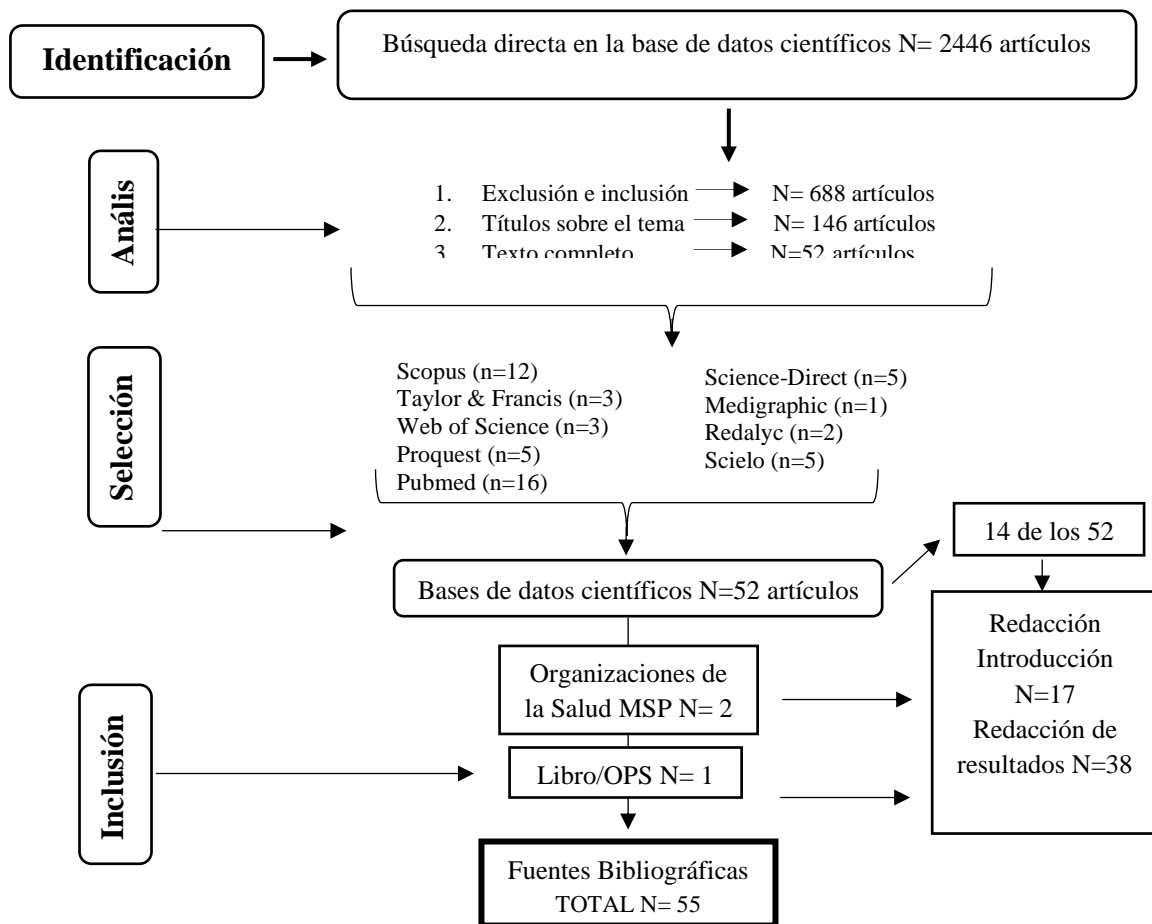 Identificación
Búsqueda directa en la base de datos científicos N= 2446 artículos
Anális
1. Exclusión e inclusión N= 688 artículos
2. Títulos sobre el tema N= 146 artículos
3. Texto completo N=52 artículos
Selección
Scopus (n=12)
Taylor & Francis (n=3)
Web of Science (n=3)
Proquest (n=5)
Pubmed (n=16)
Science-Direct (n=5)
Medigraphic (n=1)
Redalyc (n=2)
Scielo (n=5)
14 de los 52
Bases de datos científicos N=52 artículos
Redacción
Introducción
N=17
Redacción de
resultados N=38
Inclusión
Organizaciones de
la Salud MSP N= 2
Libro/OPS N= 1
Fuentes Bibliográficas
TOTAL N= 55